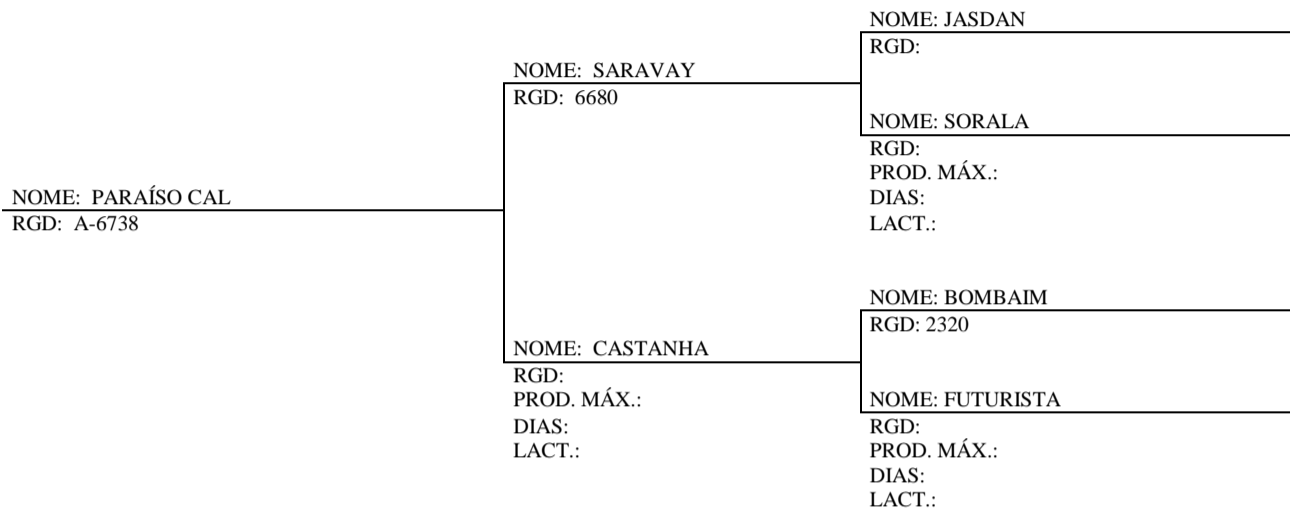 NOME: PARAÍSO CAL
RGD: A-6738
NOME: SARAVAY
RGD: 6680
NOME: CASTANHA
RGD:
PROD. MÁX.:
DIAS:
LACT.:
NOME: JASDAN
RGD:
NOME: SORALA
RGD:
PROD. MÁX.:
DIAS:
LACT.:
NOME: BOMBAIM
RGD: 2320
NOME: FUTURISTA
RGD:
PROD. MÁX.:
DIAS:
LACT.: